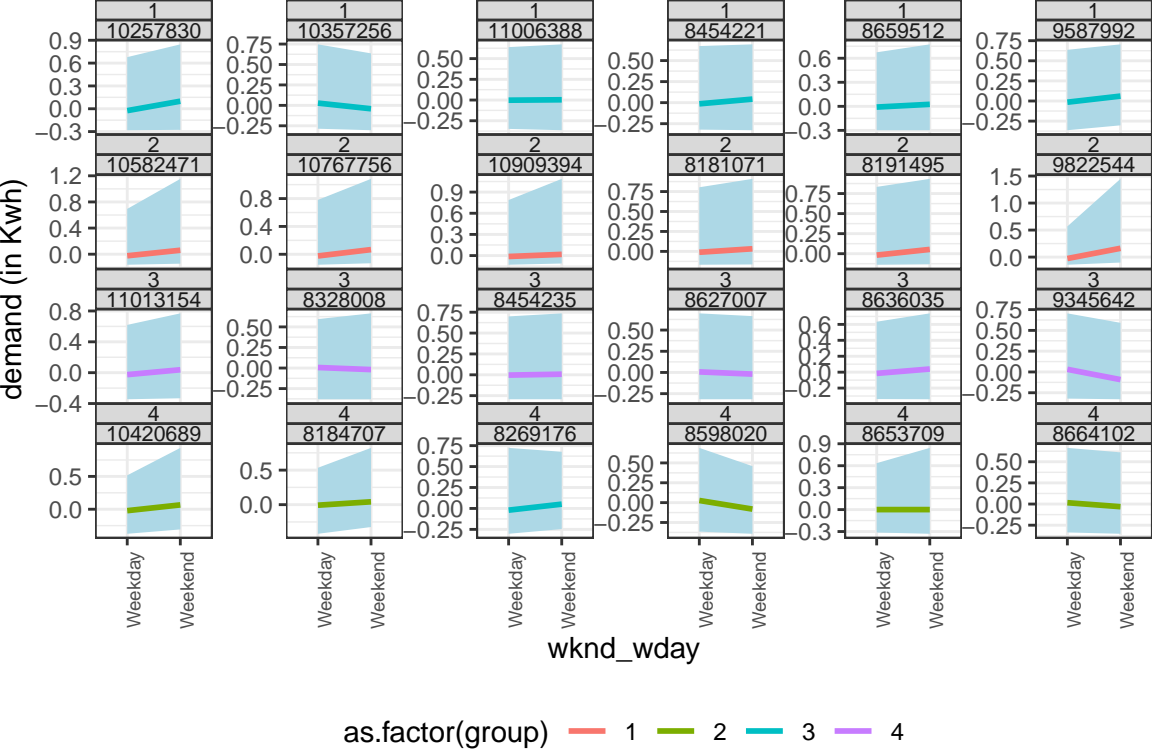 1 1 1 1 1 1
10257830 10357256 11006388 8454221 8659512 9587992
0.9 0.6 0.3 0.0 −0.3
0.75 0.50 0.25 0.00 −0.25
0.50 0.25 0.00 −0.25
0.50 0.25 0.00 −0.25
0.6 0.3 0.0 −0.3
0.75 0.50 0.25 0.00 −0.25
2 2 2 2 2 2
10582471 10767756 10909394 8181071 8191495 9822544
1.2 0.8 0.4 0.0
0.8 0.4 0.0
0.9 0.6 0.3 0.0
0.75 0.50 0.25 0.00
0.75 0.50 0.25 0.00
1.5 1.0 0.5 0.0
3 3 3 3 3 3
11013154 8328008 8454235 8627007 8636035 9345642
0.8 0.4 0.0 −0.4
0.50 0.25 0.00 −0.25
0.75 0.50 0.25 0.00 −0.25
0.50 0.25 0.00 −0.25
0.6 0.4 0.2 0.0 −0.2
0.75 0.50 0.25 0.00 −0.25
4 4 4 4 4 4
10420689 8184707 8269176 8598020 8653709 8664102
0.5 0.0
0.5 0.0
0.75 0.50 0.25 0.00 −0.25
0.50 0.25 0.00 −0.25
0.9 0.6 0.3 0.0 −0.3
0.50 0.25 0.00 −0.25
Weekday Weekend Weekday Weekend Weekday Weekend Weekday Weekend Weekday Weekend Weekday Weekend
demand (in Kwh)
wknd_wday
as.factor(group) 1 2 3 4